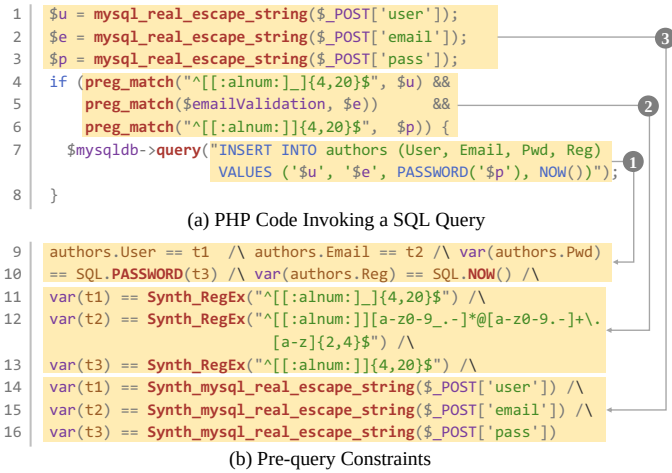 1 $u = mysql_real_escape_string($_POST['user']);
2 $e = mysql_real_escape_string($_POST['email']);
3 $p = mysql_real_escape_string($_POST['pass']);
3
4 if (preg_match("^[[:alnum:]_]{4,20}$", $u) &&
5 preg_match($emailValidation, $e)) &&
2
6 preg_match("^[[:alnum:]]{4,20}$", $p)) {
7 $mysqldb->query("INSERT INTO authors (User, Email, Pwd, Reg)
1
VALUES ('$u', '$e', PASSWORD('$p'), NOW())");
8 }
(a) PHP Code Invoking a SQL Query
9 authors.User == t1 /\ authors.Email == t2 /\ var(authors.Pwd)
10 == SQL.PASSWORD(t3) /\ var(authors.Reg) == SQL.NOW() /\
11 var(t1) == Synth_RegEx("^[[:alnum:]_]{4,20}$") /\
12 var(t2) == Synth_RegEx("^[[:alnum:]][a-z0-9_.-]*@[a-z0-9.-]+\.
[a-z]{2,4}$") /\
13 var(t3) == Synth_RegEx("^[[:alnum:]]{4,20}$") /\
14 var(t1) == Synth_mysql_real_escape_string($_POST['user']) /\
15 var(t2) == Synth_mysql_real_escape_string($_POST['email']) /\
16 var(t3) == Synth_mysql_real_escape_string($_POST['pass'])
(b) Pre-query Constraints